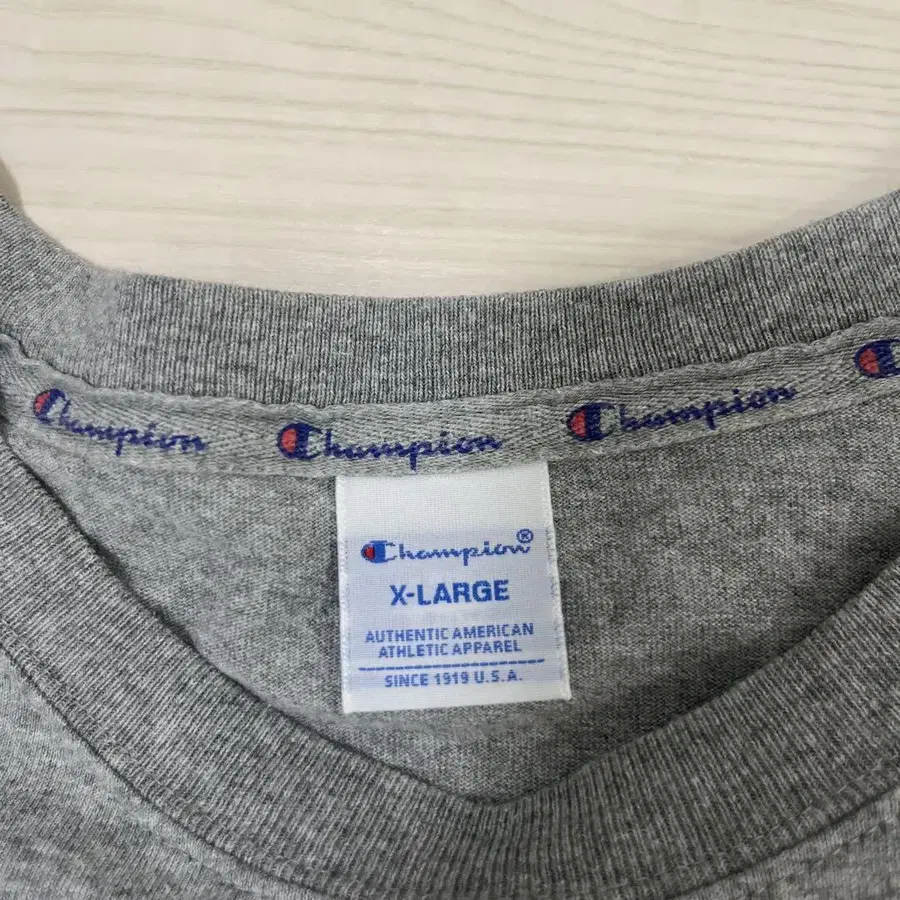 Champion Champion Champion C
Champion®
X-LARGE
AUTHENTIC AMERICAN
ATHLETIC APPAREL
SINCE 1919 U.S.A.